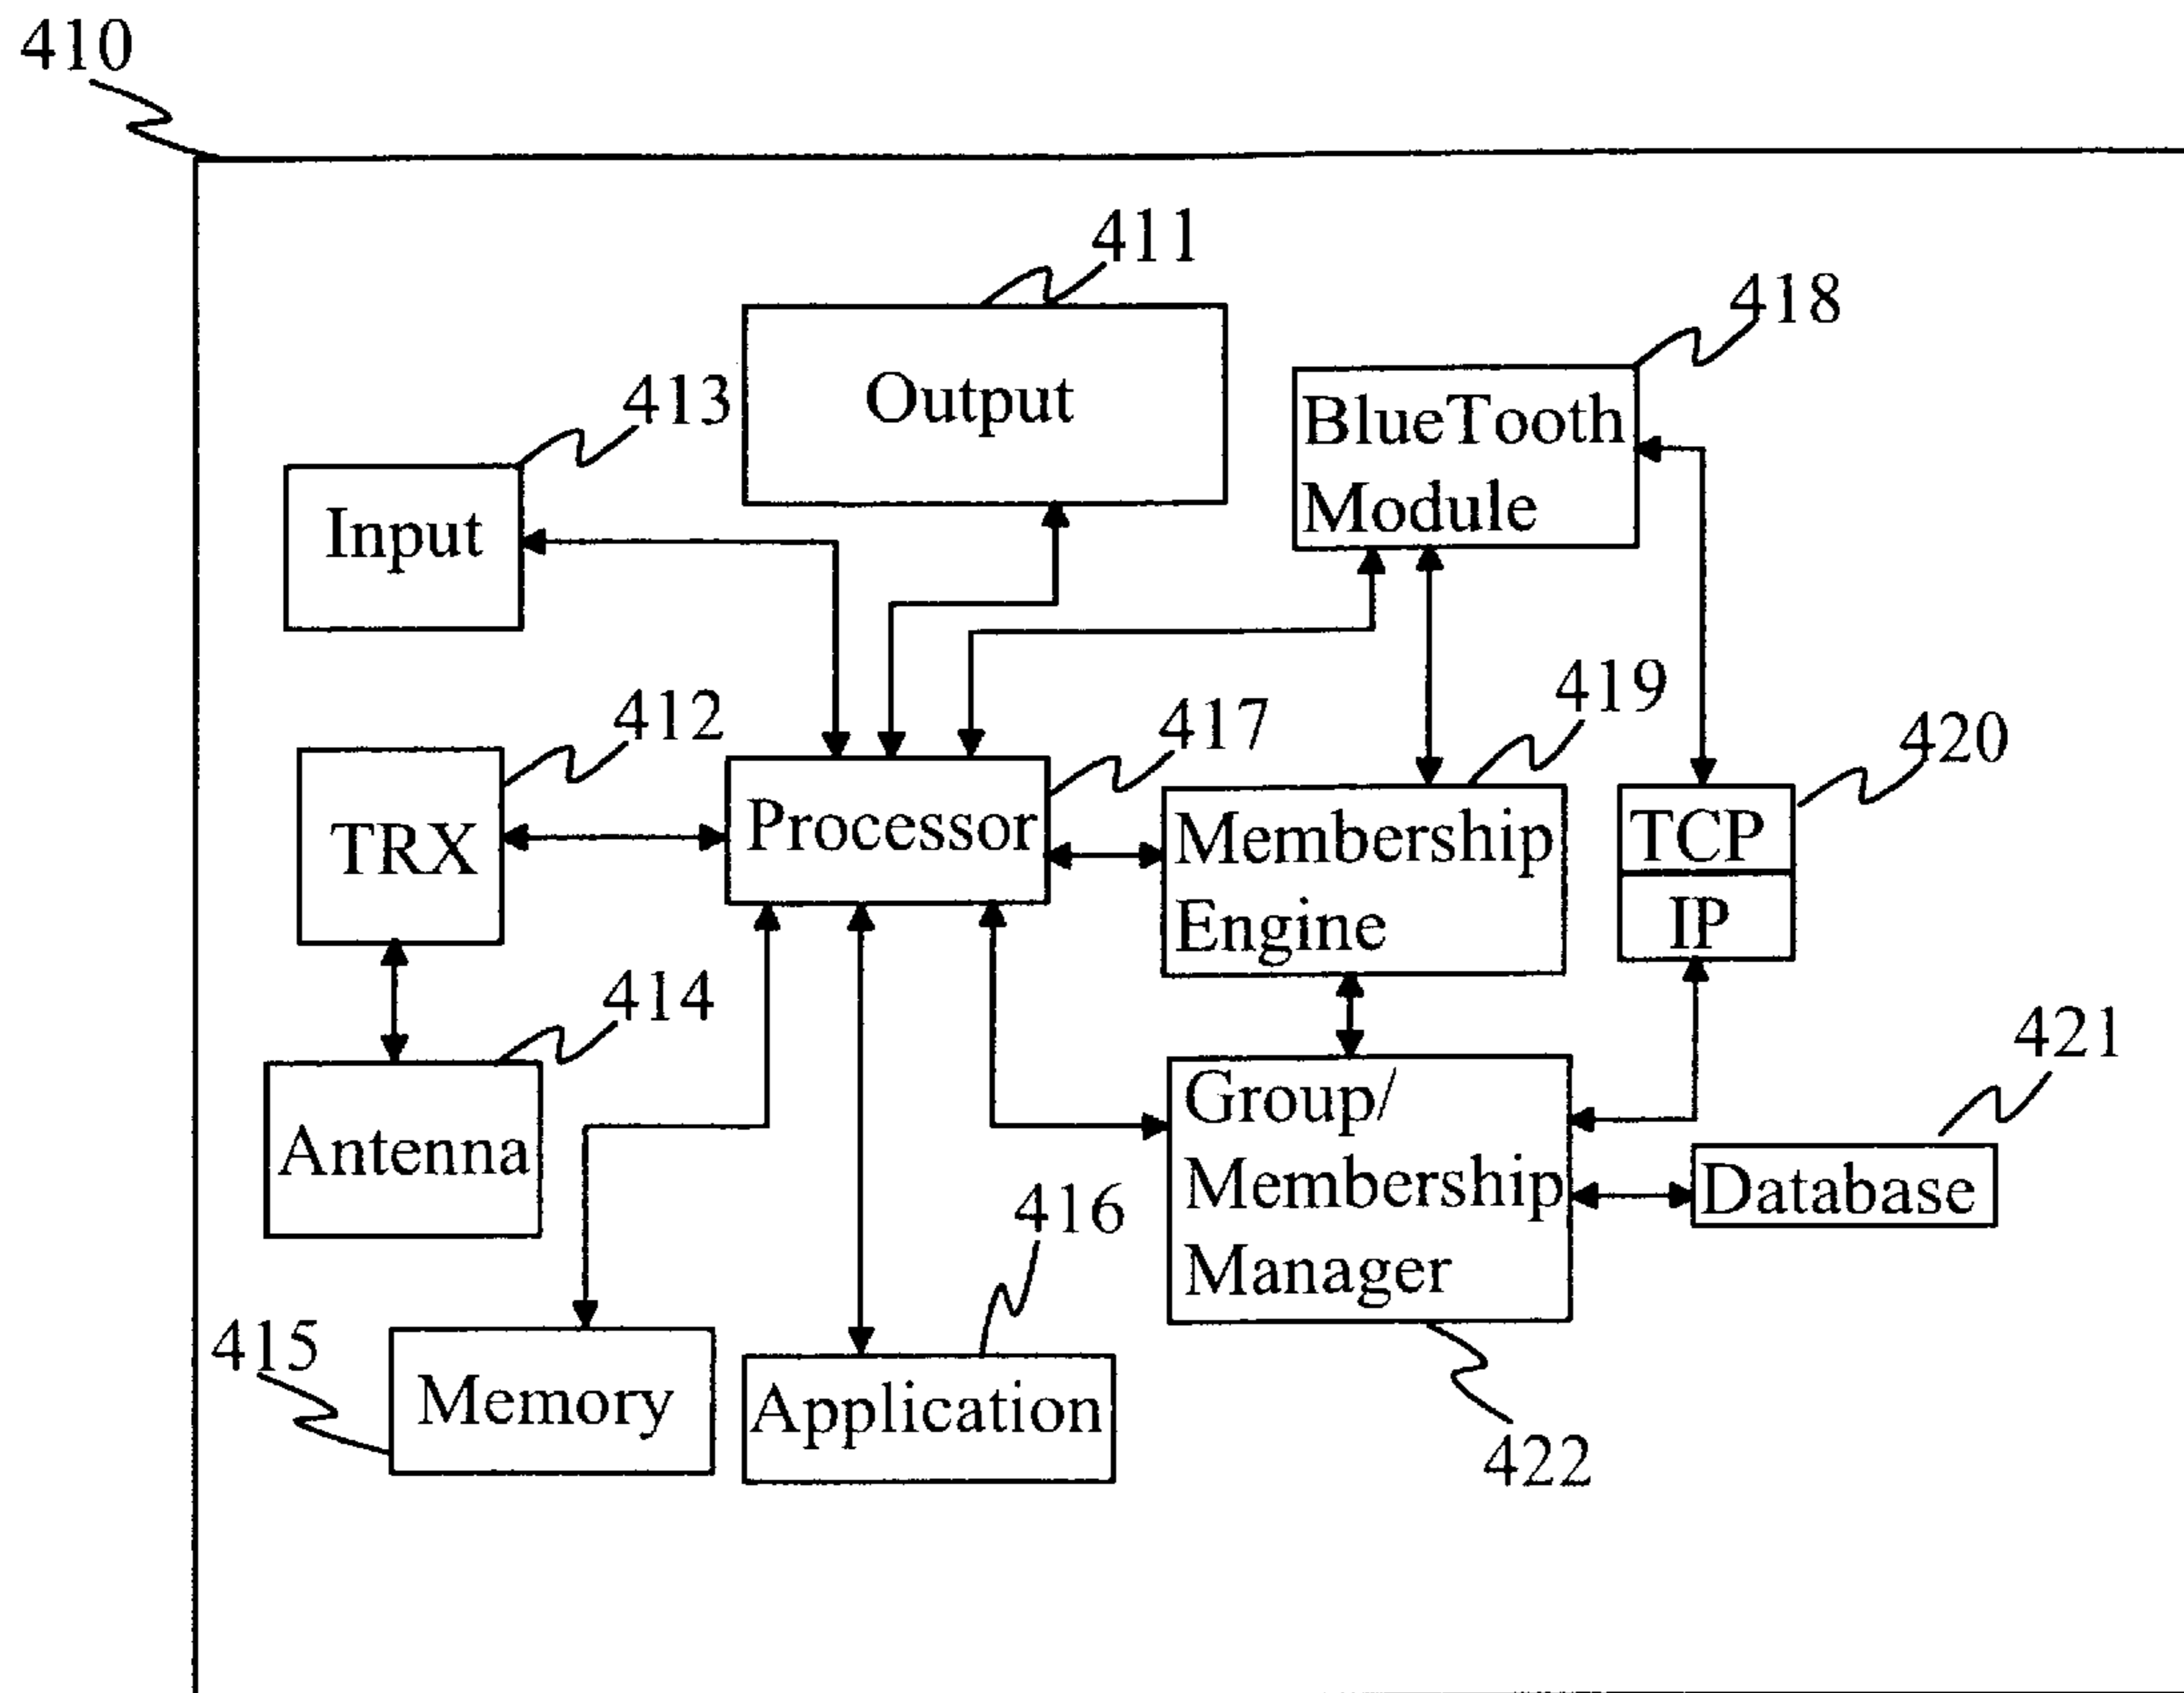 410
411
418
413
Output
BlueTooth
Module
Input
419
412
417
420
TRX
Processor
Membership
Engine
TCP
IP
414
421
Antenna
Group/
Membership
Manager
Database
416
415
Memory
Application
422